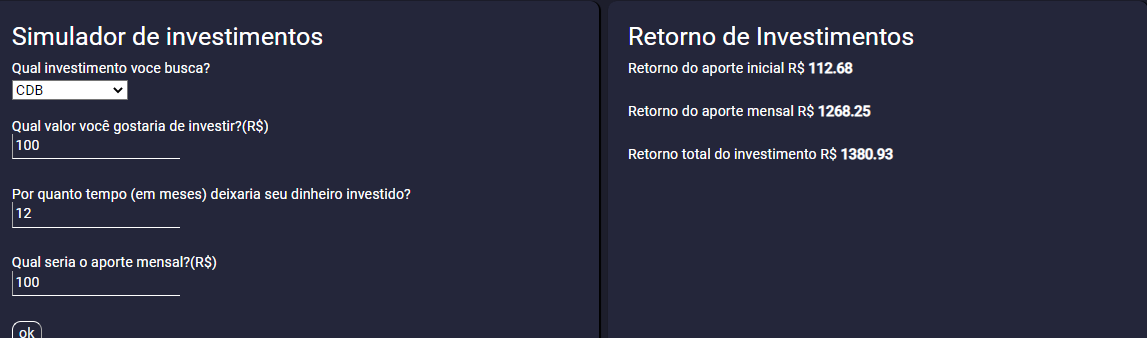 Simulador de investimentos
Qual investimento voce busca?
CDB
Qual valor você gostaria de investir?(R$)
100
Por quanto tempo (em meses) deixaria seu dinheiro investido?
12
Qual seria o aporte mensal?(R$)
100
ok
Retorno de Investimentos
Retorno do aporte inicial R$ 112.68
Retorno do aporte mensal R$ 1268.25
Retorno total do investimento R$ 1380.93